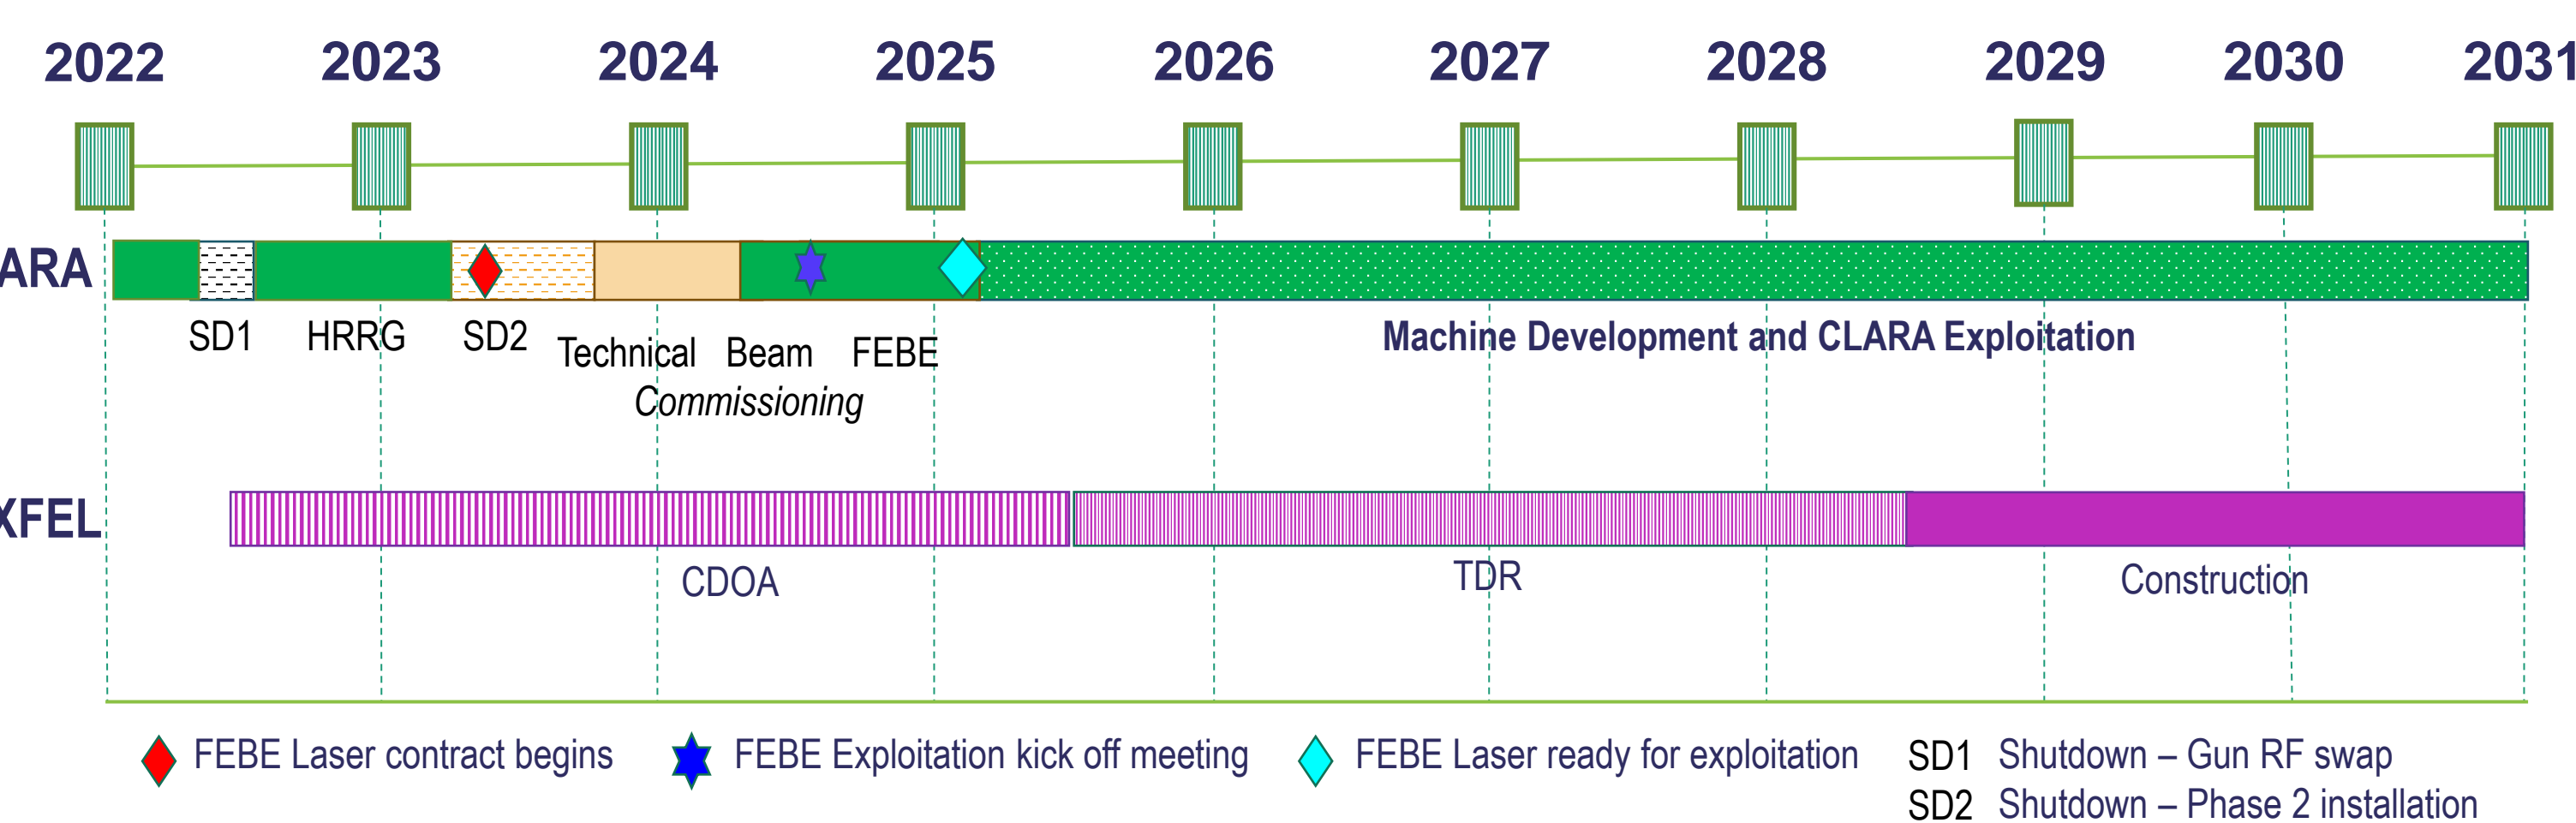 2022 2023 2024 2025 2026 2027 2028 2029 2030 2031
ARA
SD1 HRRG SD2 Technical Beam FEBE Machine Development and CLARA Exploitation
Commissioning
XFEL
CDOA TDR Construction
FEBE Laser contract begins FEBE Exploitation kick off meeting FEBE Laser ready for exploitation SD1 Shutdown – Gun RF swap
SD2 Shutdown – Phase 2 installation